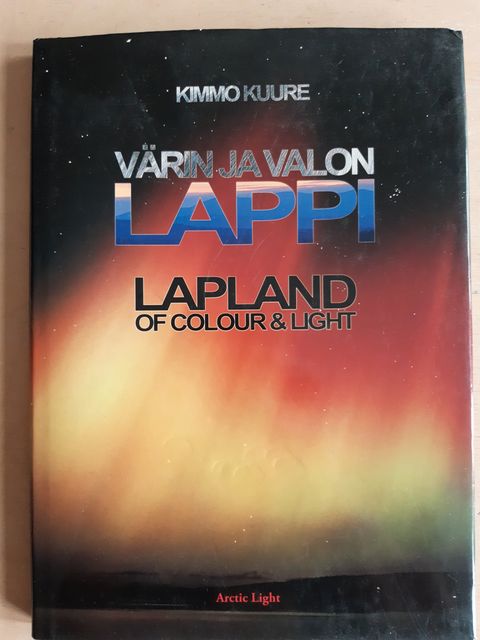 KIMMO KUURE
VÄRIN JA VALON
LAPPI
LAPLAND
OF COLOUR & LIGHT
Arctic Light